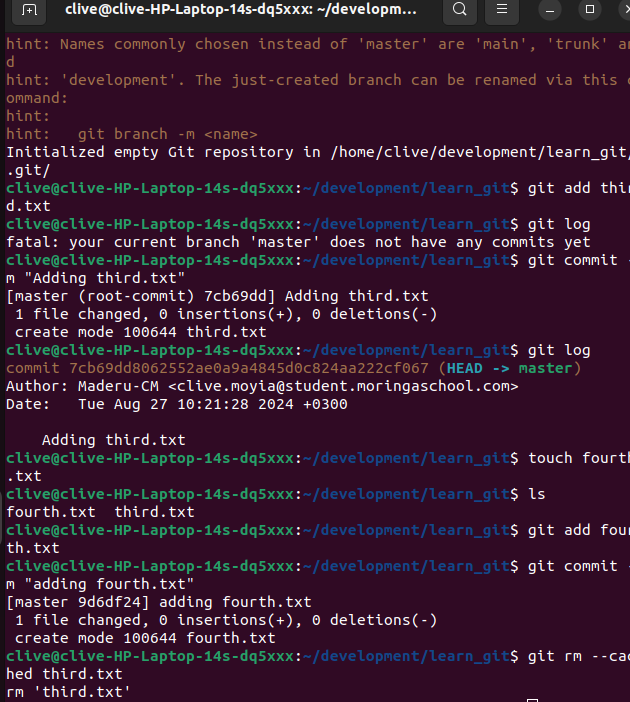 clive@clive-HP-Laptop-14s-dq5xxx: ~/developm...
hint: Names commonly chosen instead of 'master' are 'main', 'trunk' an
d
hint: 'development'. The just-created branch can be renamed via this c
ommand:
hint:
hint:   git branch -m <name>
Initialized empty Git repository in /home/clive/development/learn_git/
.git/
clive@clive-HP-Laptop-14s-dq5xxx:~/development/learn_git$ git add thir
d.txt
clive@clive-HP-Laptop-14s-dq5xxx:~/development/learn_git$ git log
fatal: your current branch 'master' does not have any commits yet
clive@clive-HP-Laptop-14s-dq5xxx:~/development/learn_git$ git commit -
m "Adding third.txt"
[master (root-commit) 7cb69dd] Adding third.txt
 1 file changed, 0 insertions(+), 0 deletions(-)
 create mode 100644 third.txt
clive@clive-HP-Laptop-14s-dq5xxx:~/development/learn_git$ git log
commit 7cb69dd8062552ae0a9a4845d0c824aa222cf067 (HEAD -> master)
Author: Maderu-CM <clive.moyia@student.moringaschool.com>
Date:   Tue Aug 27 10:21:28 2024 +0300
    Adding third.txt
clive@clive-HP-Laptop-14s-dq5xxx:~/development/learn_git$ touch fourth
.txt
clive@clive-HP-Laptop-14s-dq5xxx:~/development/learn_git$ ls
fourth.txt  third.txt
clive@clive-HP-Laptop-14s-dq5xxx:~/development/learn_git$ git add four
th.txt
clive@clive-HP-Laptop-14s-dq5xxx:~/development/learn_git$ git commit -
m "adding fourth.txt"
[master 9d6df24] adding fourth.txt
 1 file changed, 0 insertions(+), 0 deletions(-)
 create mode 100644 fourth.txt
clive@clive-HP-Laptop-14s-dq5xxx:~/development/learn_git$ git rm --cac
hed third.txt
rm 'third.txt'